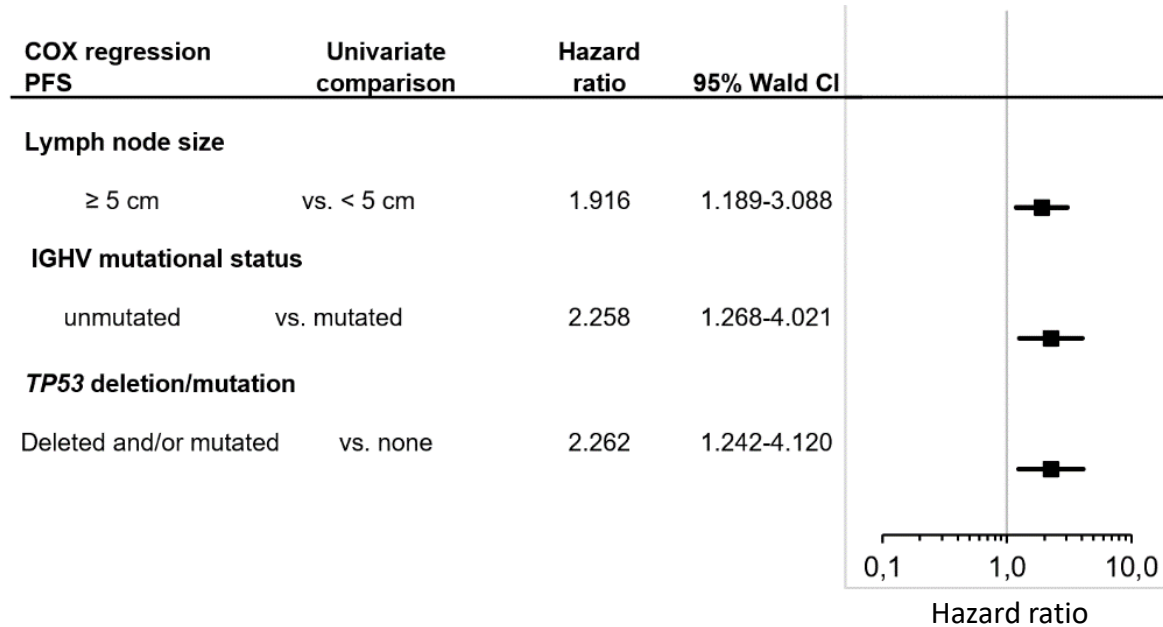 COX regression PFS Univariate comparison Hazard ratio 95% Wald CI
Lymph node size
≥ 5 cm vs. < 5 cm 1.916 1.189-3.088
IGHV mutational status
unmutated vs. mutated 2.258 1.268-4.021
TP53 deletion/mutation
Deleted and/or mutated vs. none 2.262 1.242-4.120
0,1 1,0 10,0
Hazard ratio